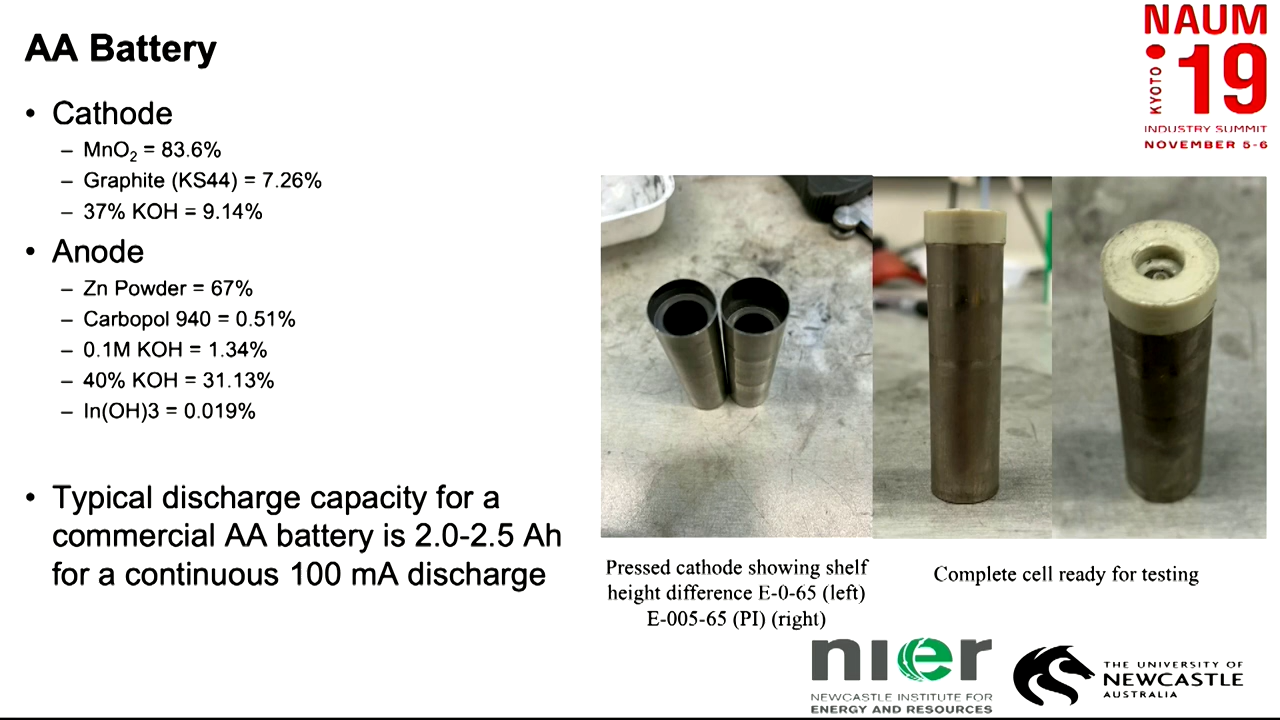 AA Battery
• Cathode
– MnO₂ = 83.6%
– Graphite (KS44) = 7.26%
– 37% KOH = 9.14%
• Anode
– Zn Powder = 67%
– Carbopol 940 = 0.51%
– 0.1M KOH = 1.34%
– 40% KOH = 31.13%
– In(OH)3 = 0.019%
• Typical discharge capacity for a
commercial AA battery is 2.0-2.5 Ah
for a continuous 100 mA discharge
NAUM
KYOTO
'19
INDUSTRY SUMMIT
NOVEMBER 5-6
Pressed cathode showing shelf
height difference E-0-65 (left)
E-005-65 (PI) (right)
Complete cell ready for testing
nier
NEWCASTLE INSTITUTE FOR
ENERGY AND RESOURCES
THE UNIVERSITY OF
NEWCASTLE
AUSTRALIA